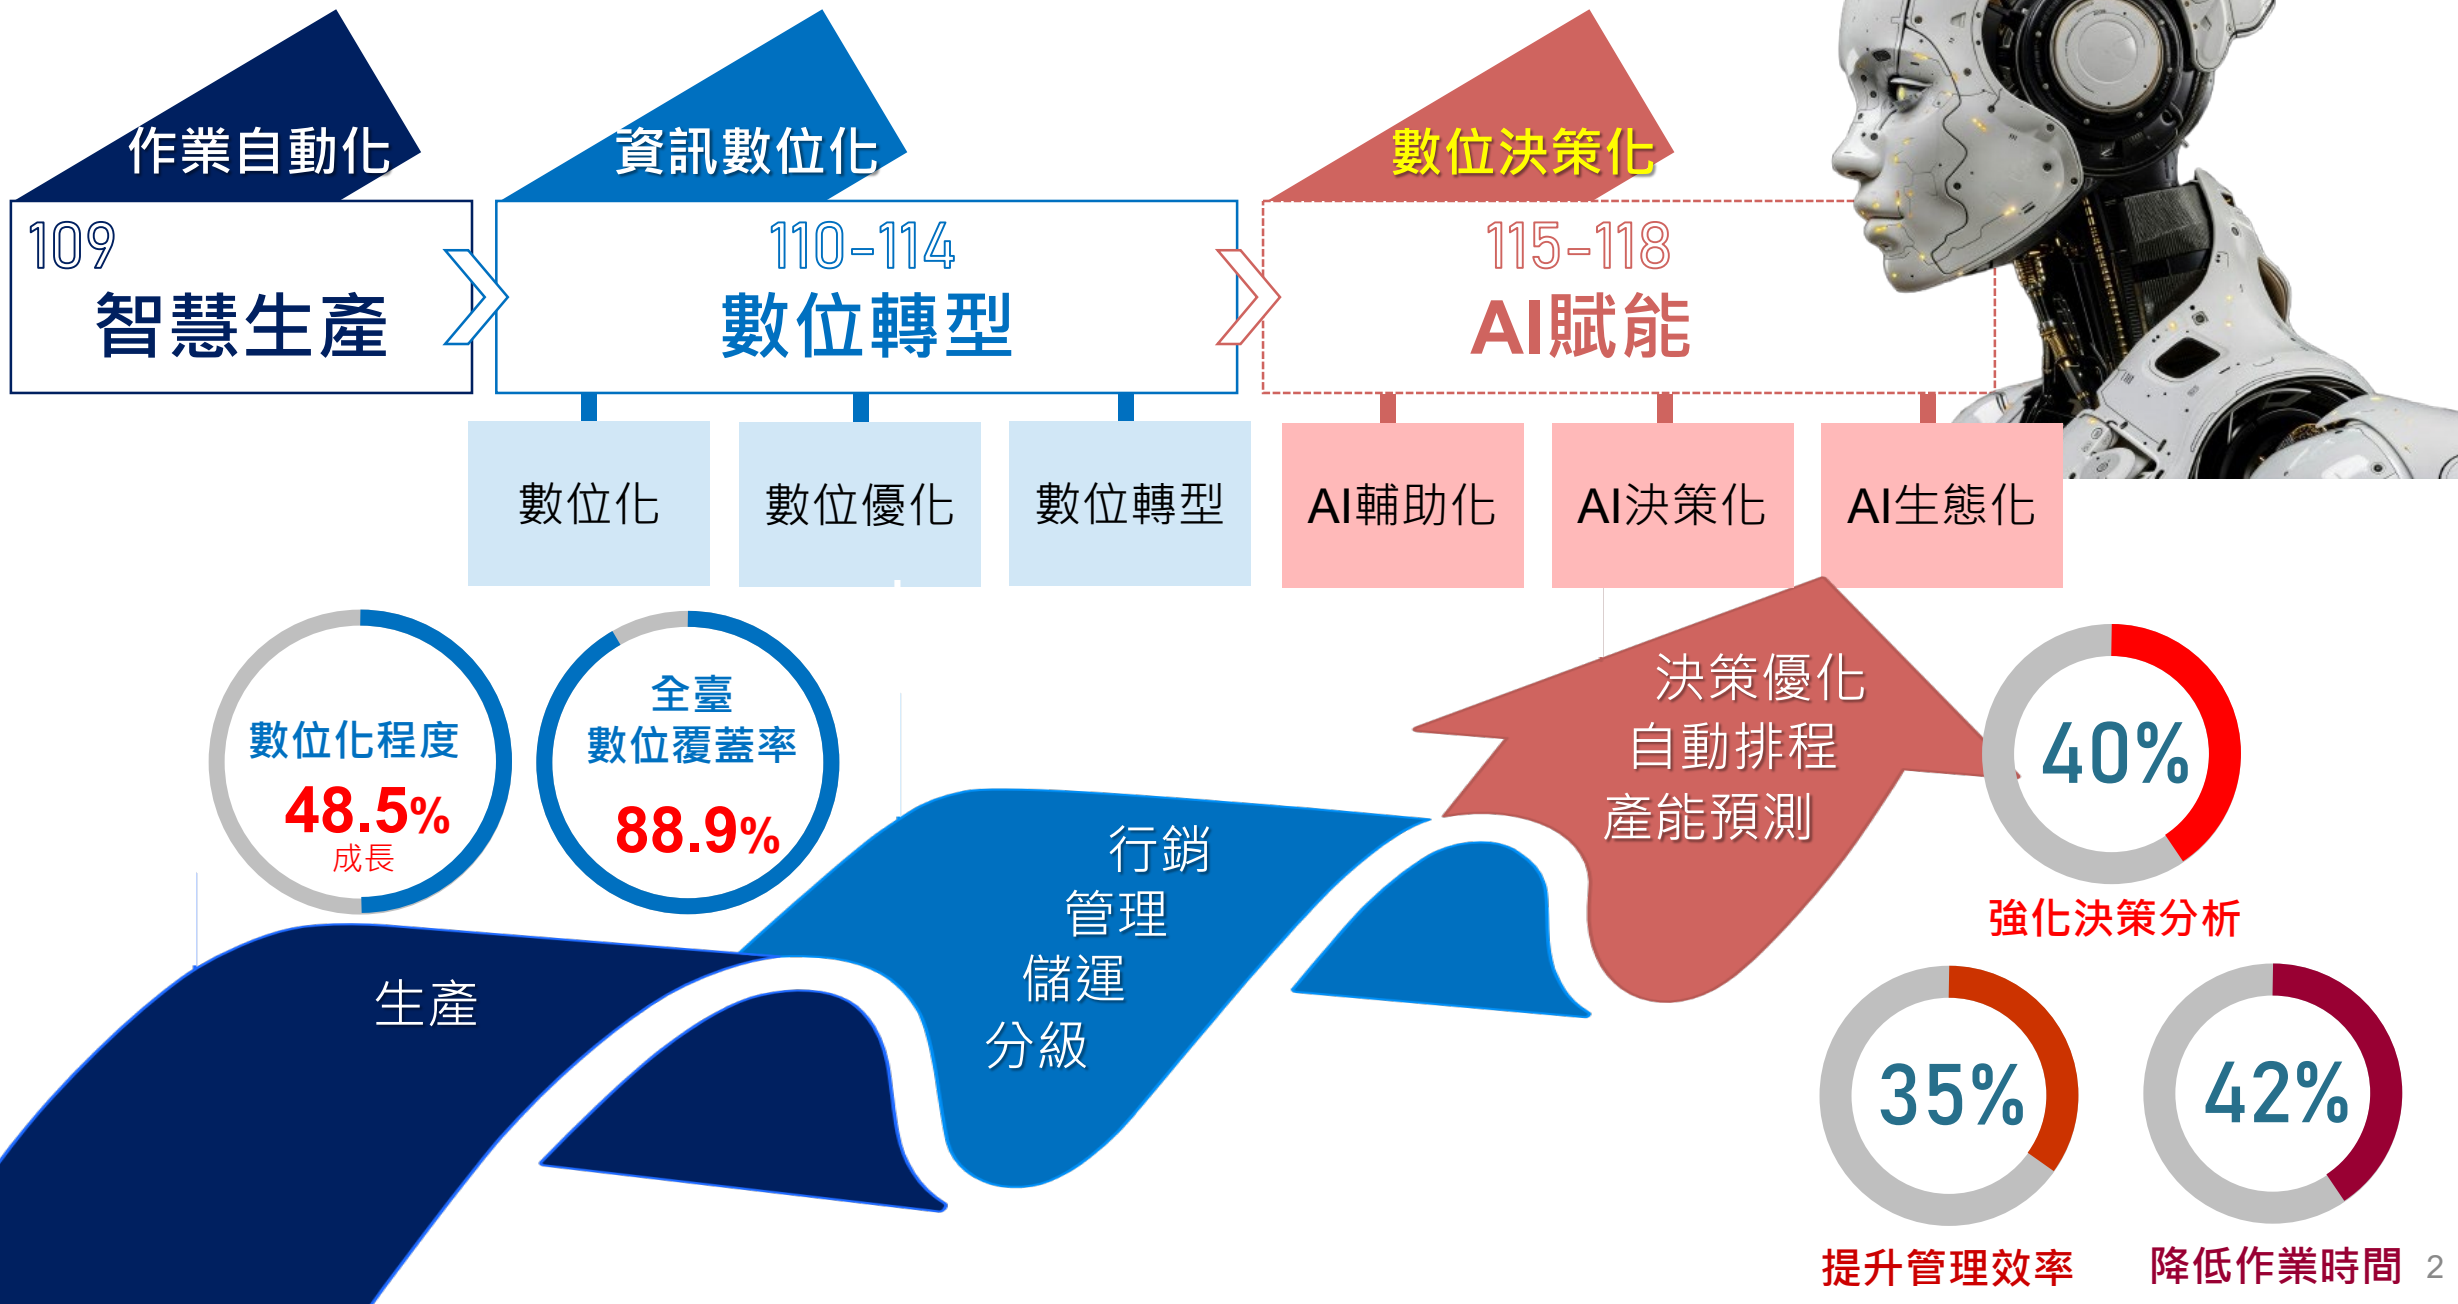 作業自動化
資訊數位化
數位決策化
109
智慧生產
110-114
數位轉型
115-118
AI賦能
數位化
數位優化
數位轉型
AI輔助化
AI決策化
AI生態化
數位化程度
48.5%
成長
全臺
數位覆蓋率
88.9%
生產
行銷
管理
儲運
分級
決策優化
自動排程
產能預測
40%
強化決策分析
35%
提升管理效率
42%
降低作業時間
2